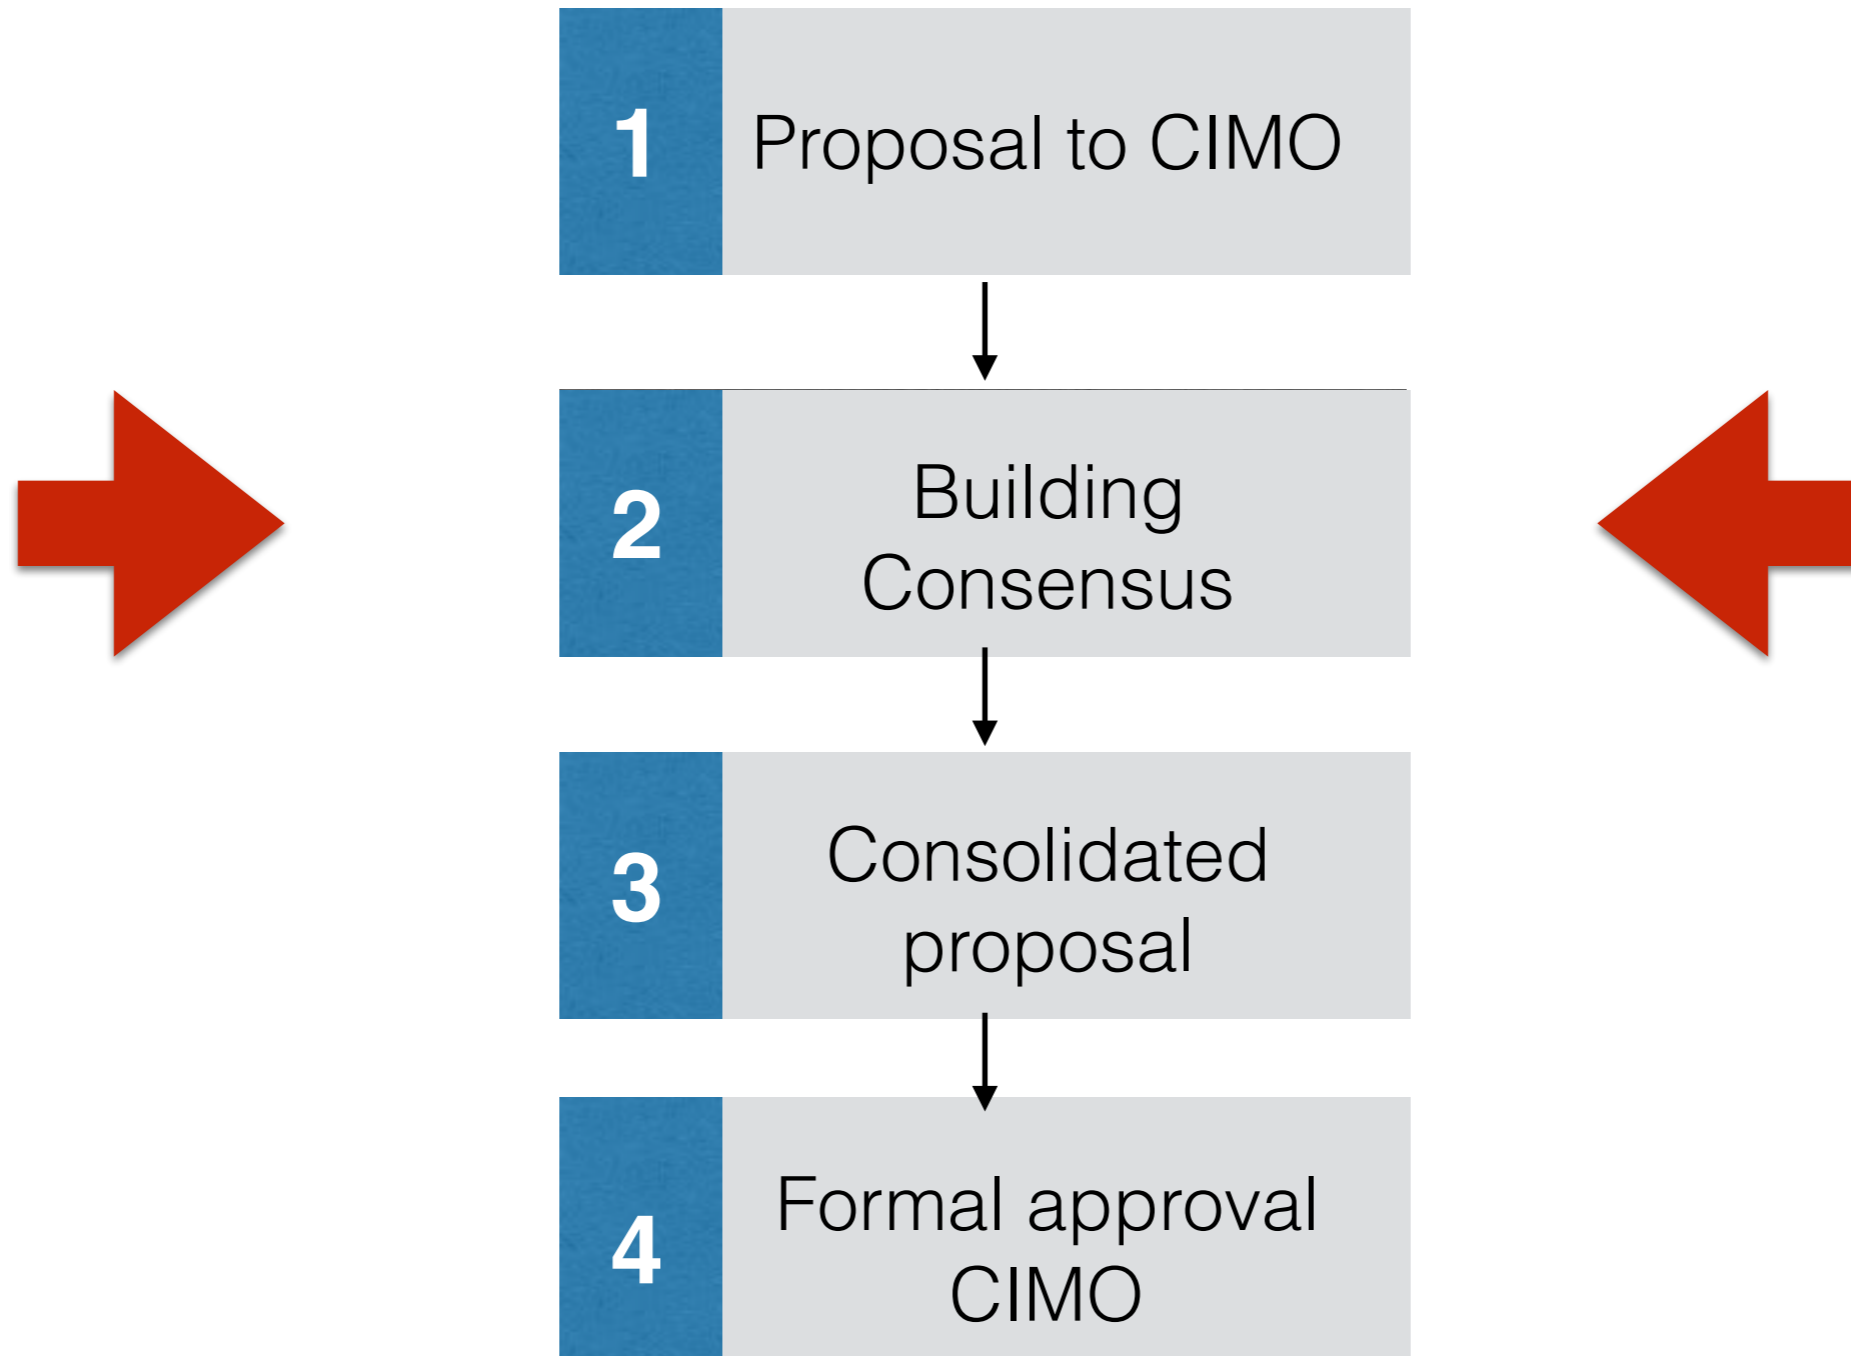 1
Proposal to CIMO
2
Building
Consensus
3
Consolidated
proposal
4
Formal approval
CIMO